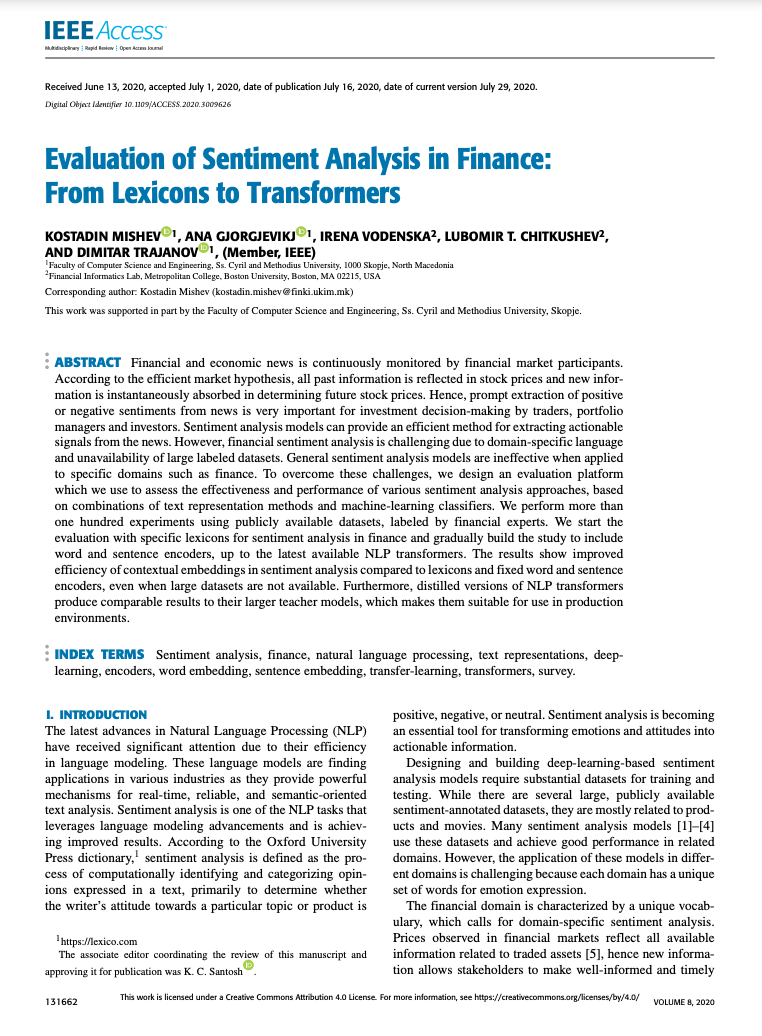 IEEE Access
Multidisciplinary | Rapid Review | Open Access Journal
Received June 13, 2020, accepted July 1, 2020, date of publication July 16, 2020, date of current version July 29, 2020.
Digital Object Identifier 10.1109/ACCESS.2020.3009626
Evaluation of Sentiment Analysis in Finance:
From Lexicons to Transformers
KOSTADIN MISHEV 1, ANA GJORGJEVIKJ 1, IRENA VODENSKA2, LUBOMIR T. CHITKUSHEV2,
AND DIMITAR TRAJANOV 1, (Member, IEEE)
1Faculty of Computer Science and Engineering, Ss. Cyril and Methodius University, 1000 Skopje, North Macedonia
2Financial Informatics Lab, Metropolitan College, Boston University, Boston, MA 02215, USA
Corresponding author: Kostadin Mishev (kostadin.mishev@finki.ukim.mk)
This work was supported in part by the Faculty of Computer Science and Engineering, Ss. Cyril and Methodius University, Skopje.
ABSTRACT Financial and economic news is continuously monitored by financial market participants.
According to the efficient market hypothesis, all past information is reflected in stock prices and new infor-
mation is instantaneously absorbed in determining future stock prices. Hence, prompt extraction of positive
or negative sentiments from news is very important for investment decision-making by traders, portfolio
managers and investors. Sentiment analysis models can provide an efficient method for extracting actionable
signals from the news. However, financial sentiment analysis is challenging due to domain-specific language
and unavailability of large labeled datasets. General sentiment analysis models are ineffective when applied
to specific domains such as finance. To overcome these challenges, we design an evaluation platform
which we use to assess the effectiveness and performance of various sentiment analysis approaches, based
on combinations of text representation methods and machine-learning classifiers. We perform more than
one hundred experiments using publicly available datasets, labeled by financial experts. We start the
evaluation with specific lexicons for sentiment analysis in finance and gradually build the study to include
word and sentence encoders, up to the latest available NLP transformers. The results show improved
efficiency of contextual embeddings in sentiment analysis compared to lexicons and fixed word and sentence
encoders, even when large datasets are not available. Furthermore, distilled versions of NLP transformers
produce comparable results to their larger teacher models, which makes them suitable for use in production
environments.
INDEX TERMS Sentiment analysis, finance, natural language processing, text representations, deep-
learning, encoders, word embedding, sentence embedding, transfer-learning, transformers, survey.
I. INTRODUCTION
The latest advances in Natural Language Processing (NLP)
have received significant attention due to their efficiency
in language modeling. These language models are finding
applications in various industries as they provide powerful
mechanisms for real-time, reliable, and semantic-oriented
text analysis. Sentiment analysis is one of the NLP tasks that
leverages language modeling advancements and is achiev-
ing improved results. According to the Oxford University
Press dictionary,1 sentiment analysis is defined as the pro-
cess of computationally identifying and categorizing opin-
ions expressed in a text, primarily to determine whether
the writer's attitude towards a particular topic or product is
1https://lexico.com
The associate editor coordinating the review of this manuscript and
approving it for publication was K. C. Santosh .
positive, negative, or neutral. Sentiment analysis is becoming
an essential tool for transforming emotions and attitudes into
actionable information.
Designing and building deep-learning-based sentiment
analysis models require substantial datasets for training and
testing. While there are several large, publicly available
sentiment-annotated datasets, they are mostly related to prod-
ucts and movies. Many sentiment analysis models [1]–[4]
use these datasets and achieve good performance in related
domains. However, the application of these models in differ-
ent domains is challenging because each domain has a unique
set of words for emotion expression.
The financial domain is characterized by a unique vocab-
ulary, which calls for domain-specific sentiment analysis.
Prices observed in financial markets reflect all available
information related to traded assets [5], hence new informa-
tion allows stakeholders to make well-informed and timely
131662
This work is licensed under a Creative Commons Attribution 4.0 License. For more information, see https://creativecommons.org/licenses/by/4.0/
VOLUME 8, 2020